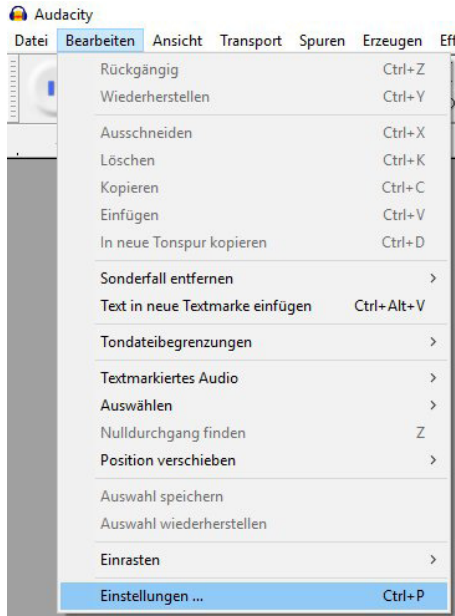 Audacity
Datei Bearbeiten Ansicht Transport Spuren Erzeugen Eff
Rückgängig Ctrl+Z
Wiederherstellen Ctrl+Y
Ausschneiden Ctrl+X
Löschen Ctrl+K
Kopieren Ctrl+C
Einfügen Ctrl+V
In neue Tonspur kopieren Ctrl+D
Sonderfall entfernen >
Text in neue Textmarke einfügen Ctrl+Alt+V
Tondateibegrenzungen >
Textmarkiertes Audio >
Auswählen >
Nulldurchgang finden Z
Position verschieben >
Auswahl speichern
Auswahl wiederherstellen
Einrasten >
Einstellungen ... Ctrl+P